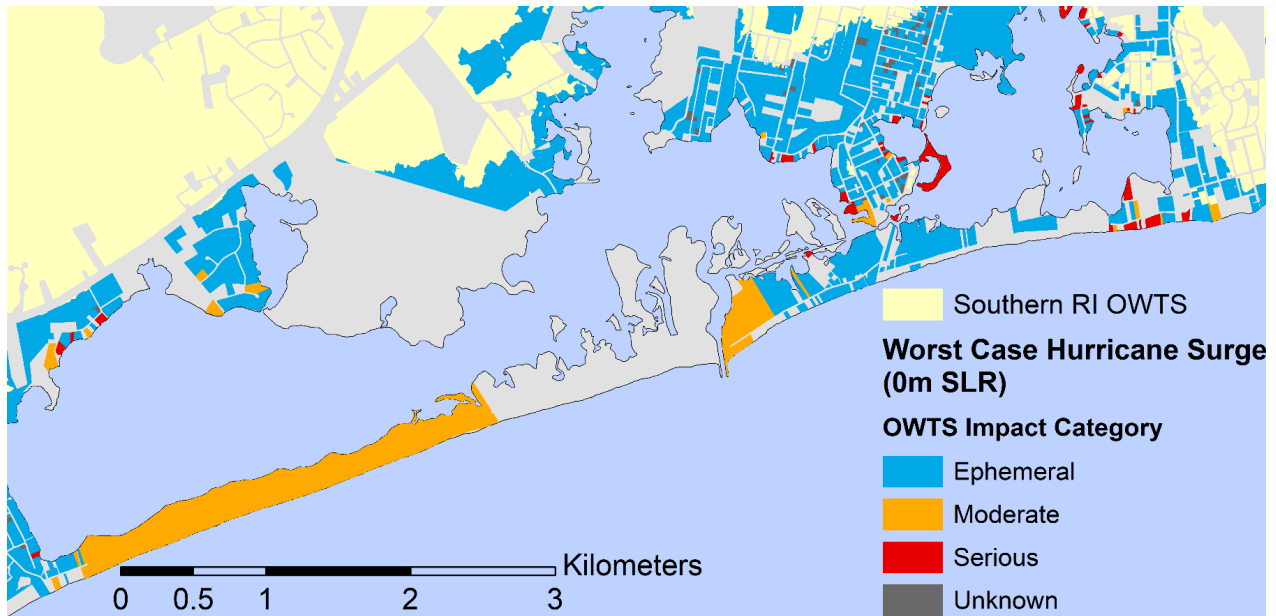 Southern RI OWTS
Worst Case Hurricane Surge
(0m SLR)
OWTS Impact Category
Ephemeral
Moderate
Serious
Unknown
Kilometers
0 0.5 1 2 3